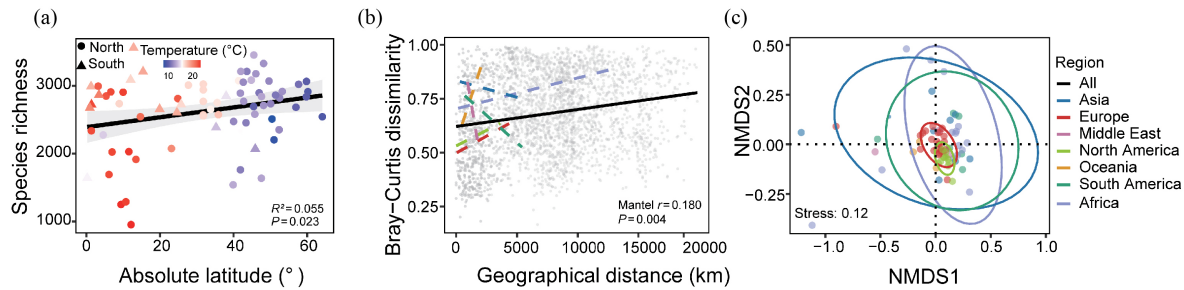 (a)
North
South
Temperature (°C)
10 20
Species richness
3000
2000
1000
R² = 0.055
P = 0.023
0 20 40 60
Absolute latitude (°)
(b)
Bray−Curtis dissimilarity
1.00
0.75
0.50
0.25
Mantel r = 0.180
P = 0.004
0 5000 10000 15000 20000
Geographical distance (km)
(c)
NMDS2
0.50
0.25
0.00
−0.25
Stress: 0.12
−1.0 −0.5 0.0 0.5 1.0
NMDS1
Region
All
Asia
Europe
Middle East
North America
Oceania
South America
Africa